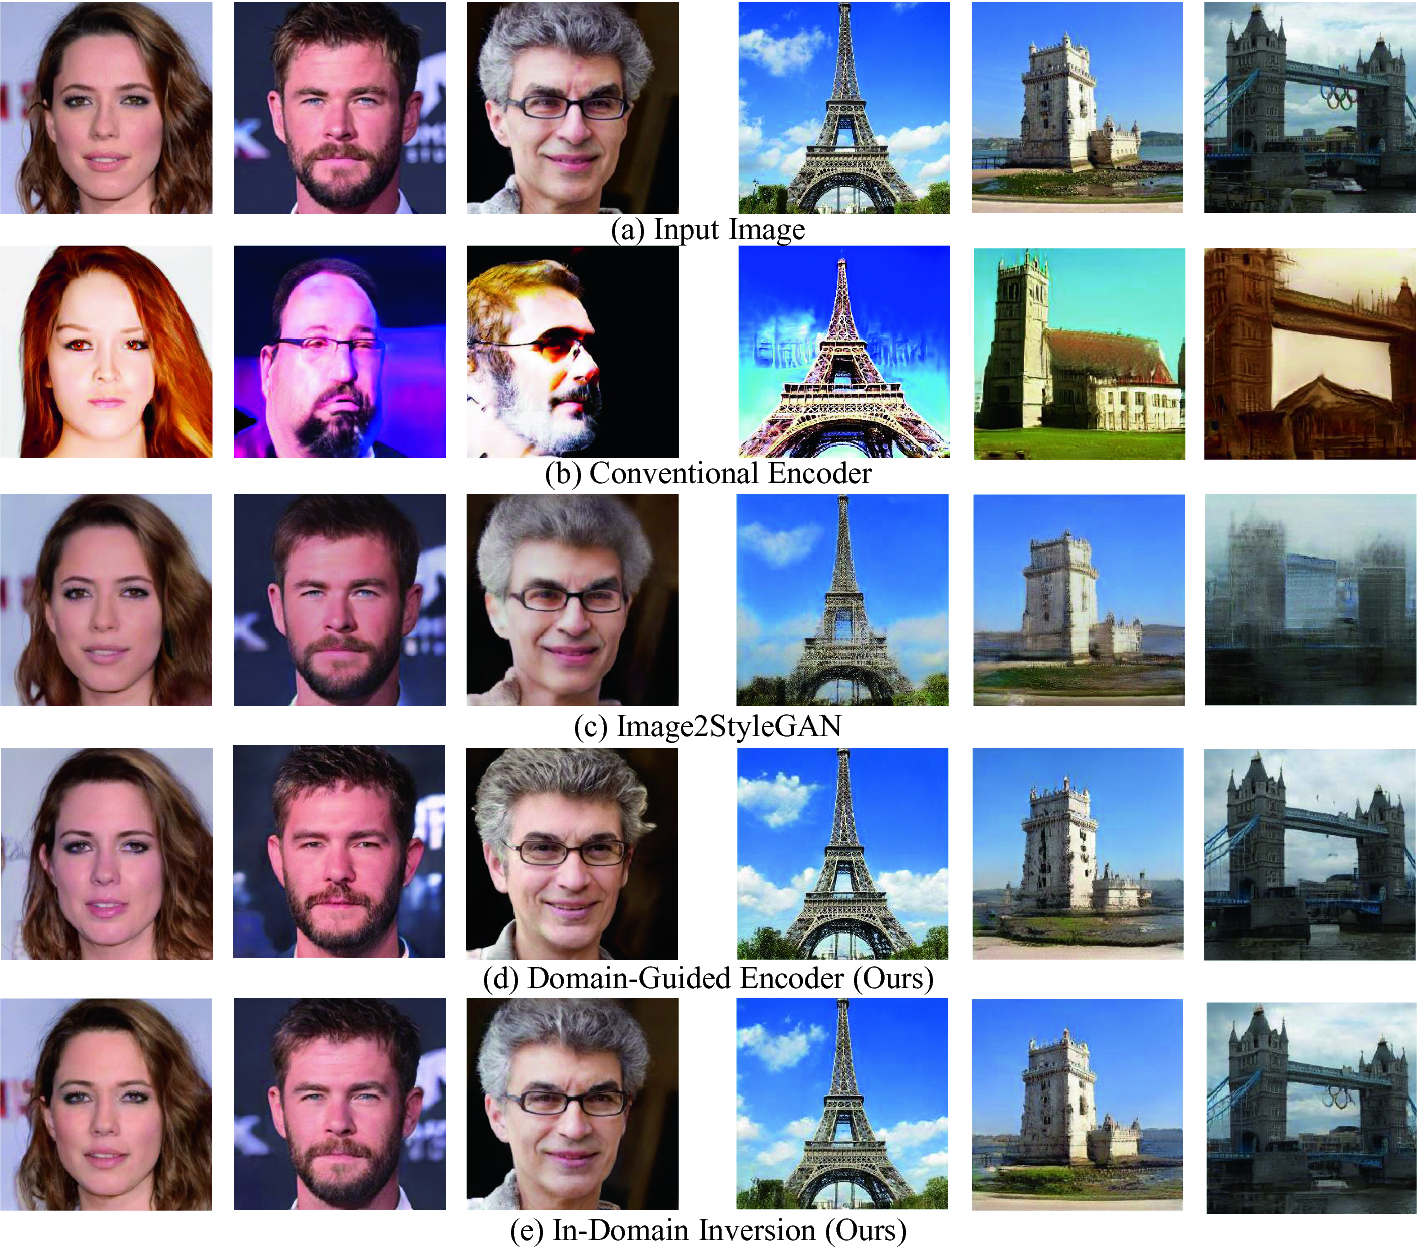 (a) Input Image
(b) Conventional Encoder
(c) Image2StyleGAN
(d) Domain-Guided Encoder (Ours)
(e) In-Domain Inversion (Ours)